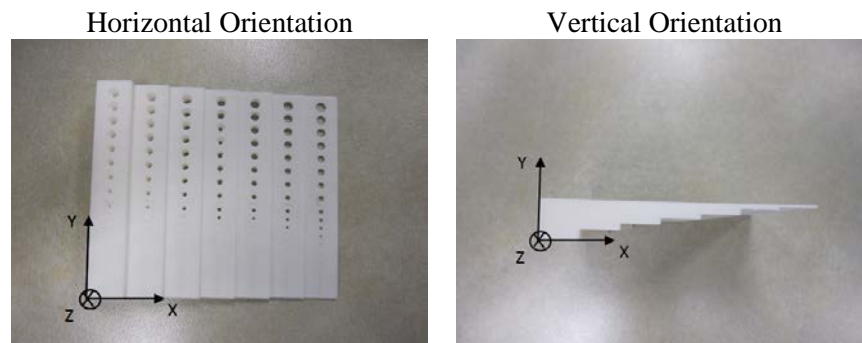 Horizontal Orientation
Vertical Orientation
Y
X
Z
Y
X
Z